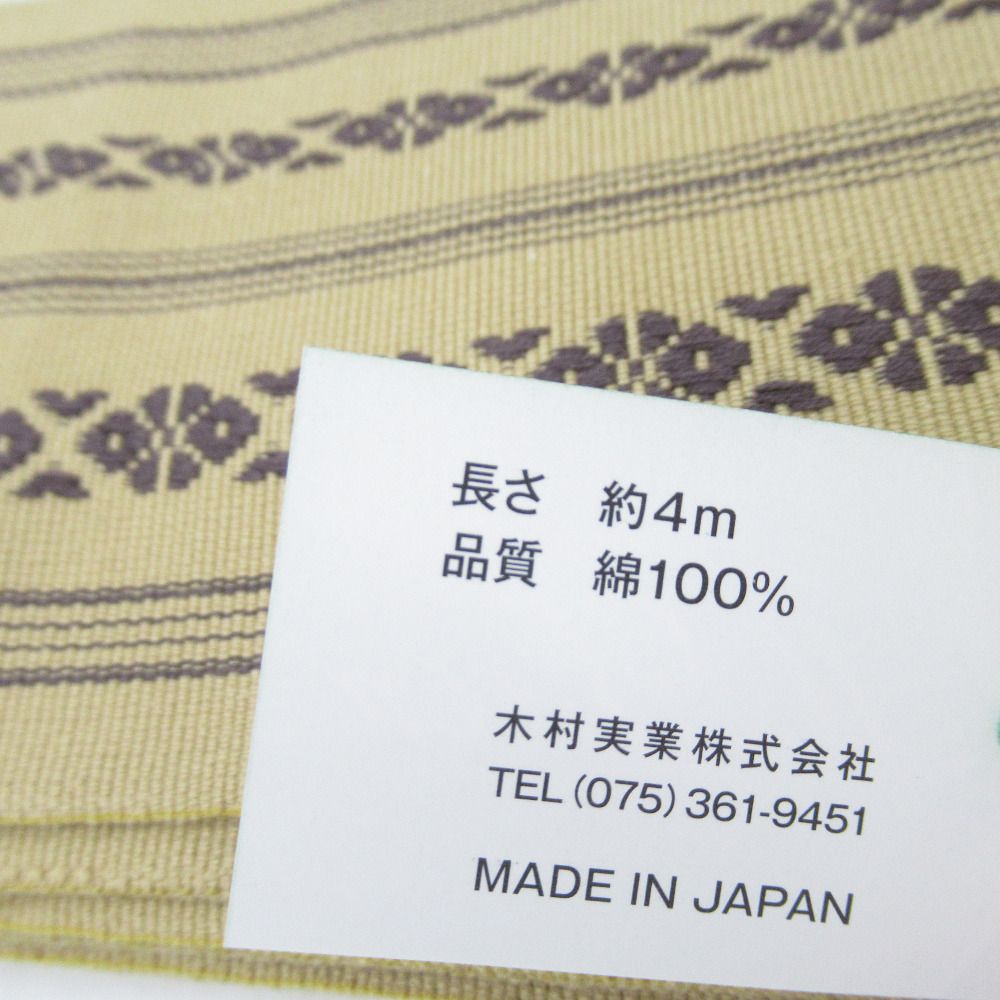 長さ 約4m
品質 綿100%
木村実業株式会社
TEL (075) 361-9451
MADE IN JAPAN